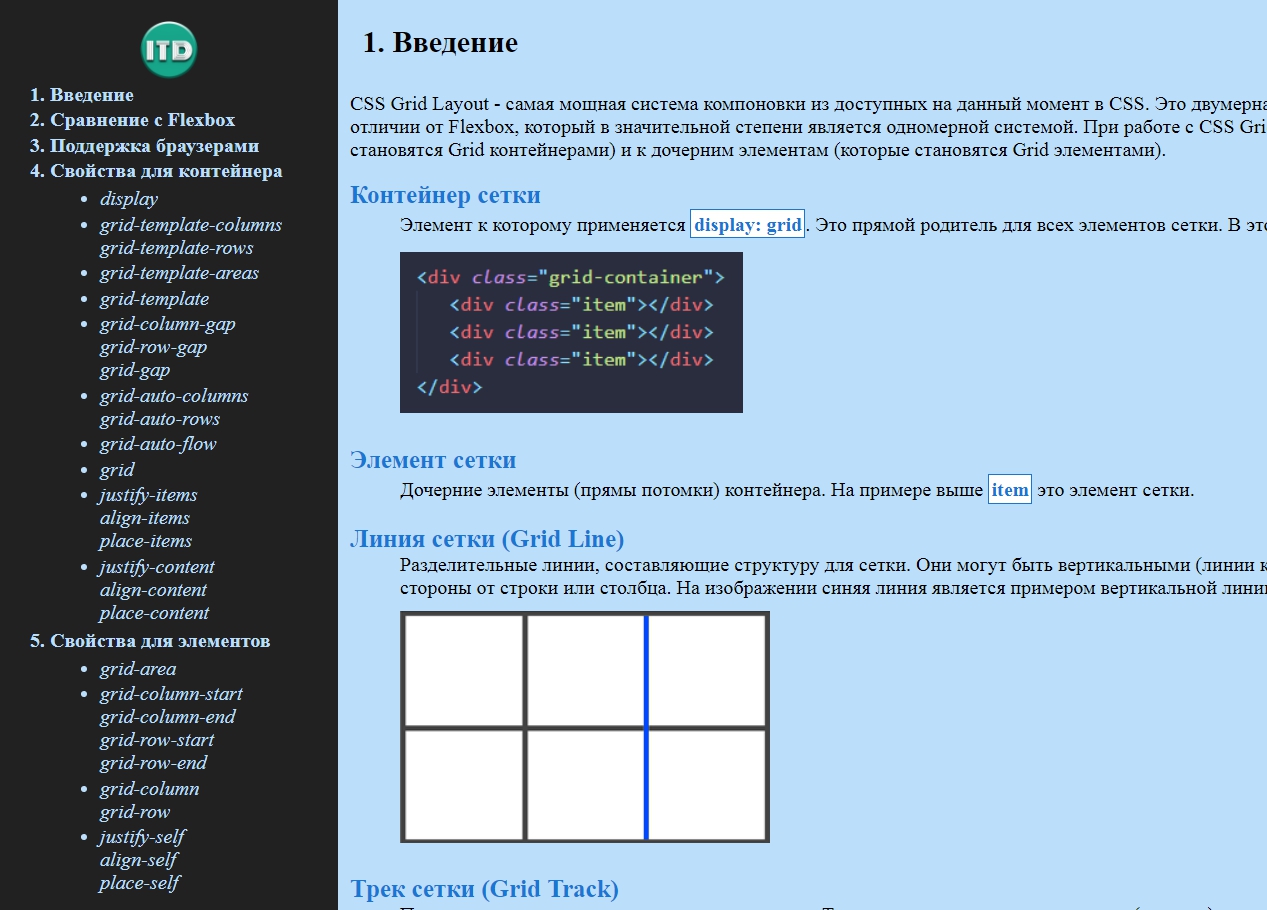 ITD
1. Введение
2. Сравнение с Flexbox
3. Поддержка браузерами
4. Свойства для контейнера
display
grid-template-columns
grid-template-rows
grid-template-areas
grid-template
grid-column-gap
grid-row-gap
grid-gap
grid-auto-columns
grid-auto-rows
grid-auto-flow
grid
justify-items
align-items
place-items
justify-content
align-content
place-content
5. Свойства для элементов
grid-area
grid-column-start
grid-column-end
grid-row-start
grid-row-end
grid-column
grid-row
justify-self
align-self
place-self
1. Введение
CSS Grid Layout - самая мощная система компоновки из доступных на данный момент в CSS. Это
отличии от Flexbox, который в значительной степени является одномерной системой. При работе с CSS
становятся Grid контейнерами) и к дочерним элементам (которые становятся Grid элементами).
Контейнер сетки
Элемент к которому применяется display: grid. Это прямой родитель для всех элементов сетки. В
<div class="grid-container">
<div class="item"></div>
<div class="item"></div>
<div class="item"></div>
</div>
Элемент сетки
Дочерние элементы (прямы потомки) контейнера. На примере выше item это элемент сетки.
Линия сетки (Grid Line)
Разделительные линии, составляющие структуру для сетки. Они могут быть вертикальными (линии
стороны от строки или столбца. На изображении синяя линия является примером вертикальной
Трек сетки (Grid Track)